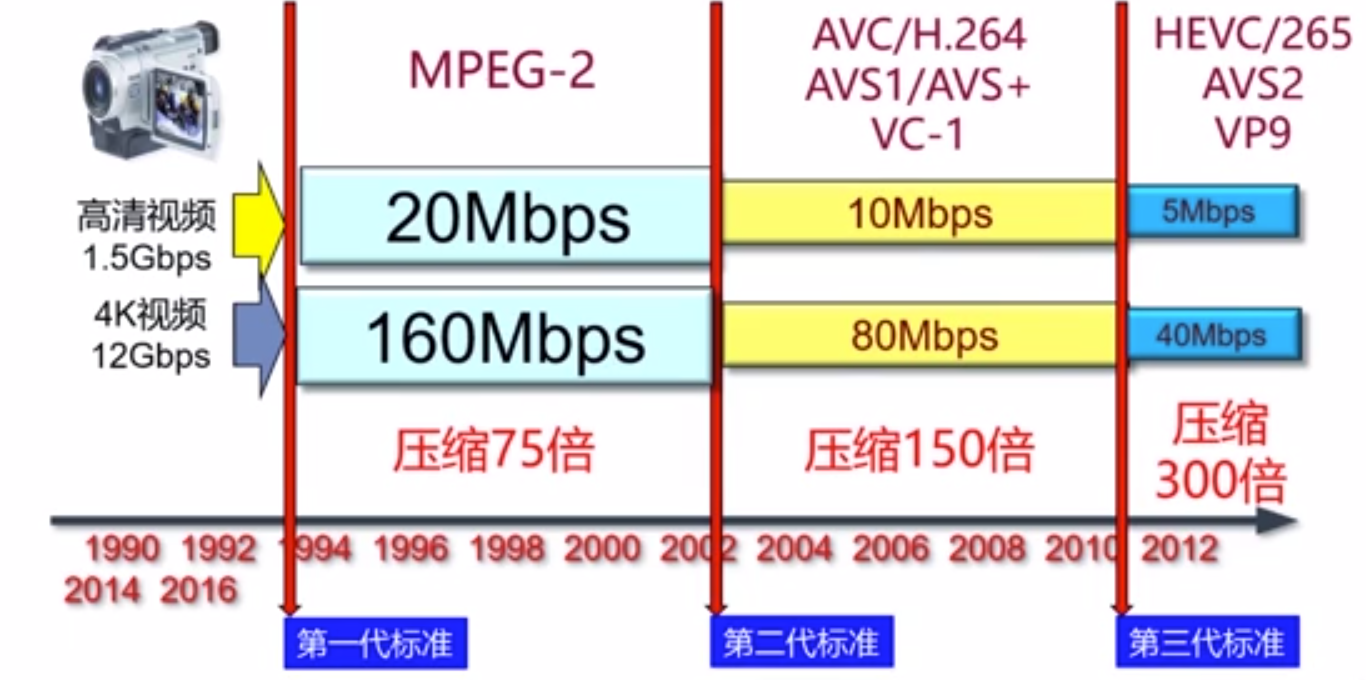 MPEG-2
AVC/H.264
AVS1/AVS+
VC-1
HEVC/265
AVS2
VP9
高清视频
1.5Gbps
20Mbps
10Mbps
5Mbps
4K视频
12Gbps
160Mbps
80Mbps
40Mbps
压缩75倍
压缩150倍
压缩
300倍
1990 1992 1994 1996 1998 2000 2002 2004 2006 2008 2010 2012
2014 2016
第一代标准
第二代标准
第三代标准